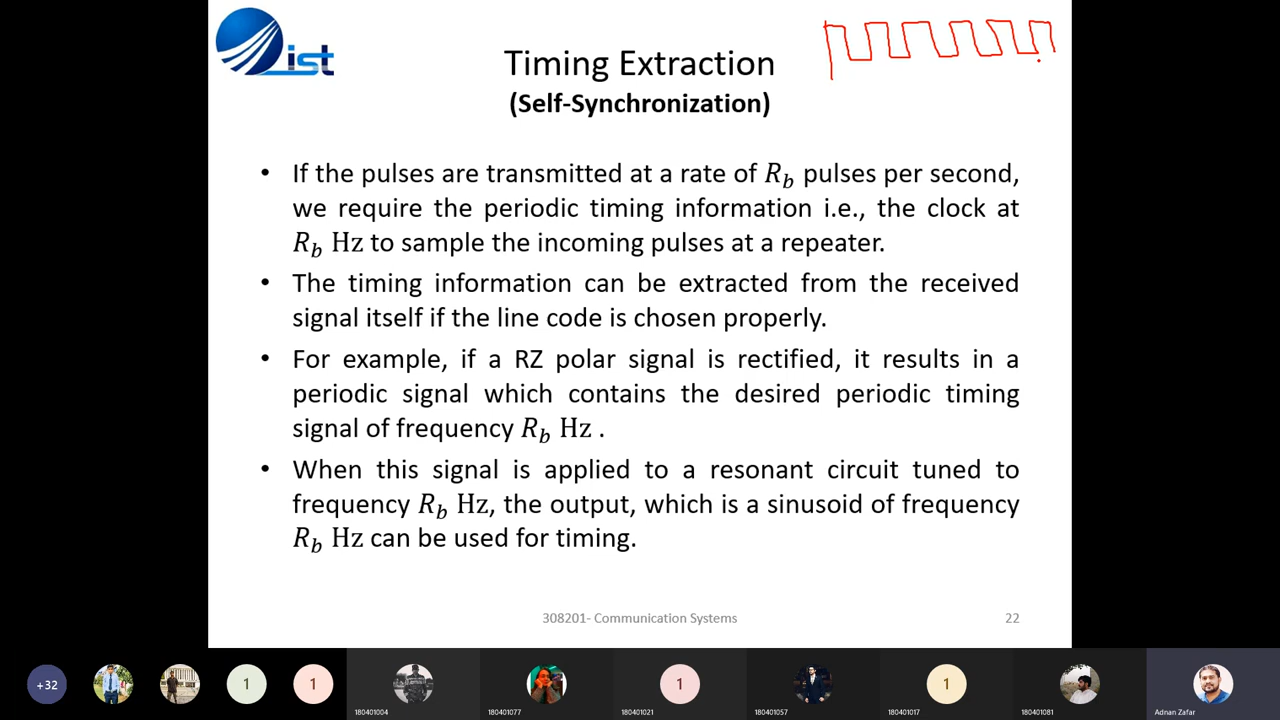 ist
Timing Extraction
(Self-Synchronization)
• If the pulses are transmitted at a rate of R_b pulses per second,
we require the periodic timing information i.e., the clock at
R_b Hz to sample the incoming pulses at a repeater.
• The timing information can be extracted from the received
signal itself if the line code is chosen properly.
• For example, if a RZ polar signal is rectified, it results in a
periodic signal which contains the desired periodic timing
signal of frequency R_b Hz .
• When this signal is applied to a resonant circuit tuned to
frequency R_b Hz, the output, which is a sinusoid of frequency
R_b Hz can be used for timing.
308201- Communication Systems
22
+32
1
1
1
1
180401004
180401077
180401021
180401057
180401017
180401081
Adnan Zafar